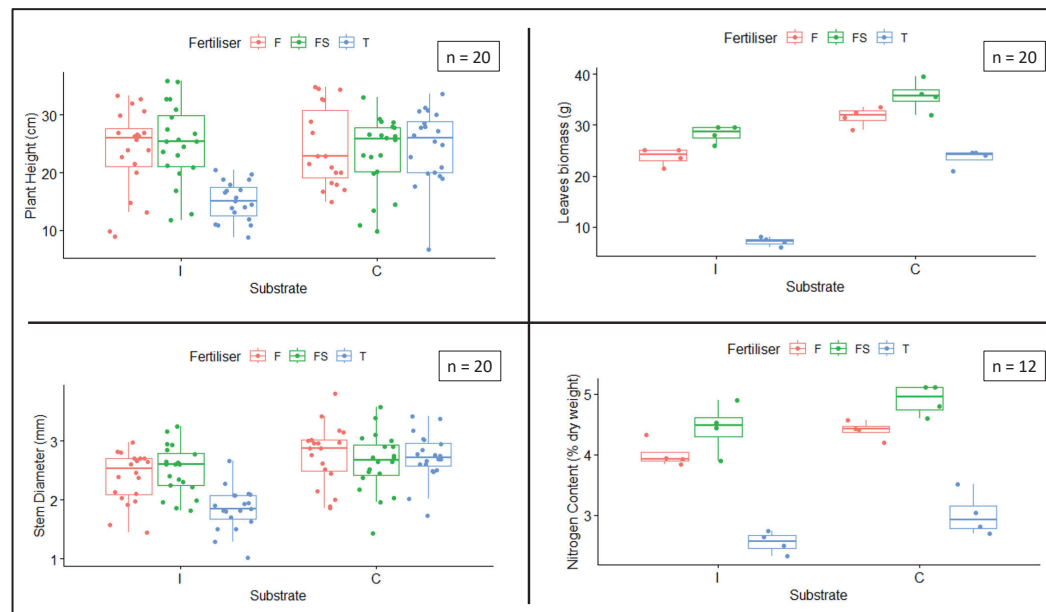 Fertiliser F FS T
n = 20
Plant Height (cm)
30
20
10
I C
Substrate
Fertiliser F FS T
n = 20
Leaves biomass (g)
40
30
20
10
I C
Substrate
Fertiliser F FS T
n = 20
Stem Diameter (mm)
3
2
1
I C
Substrate
Fertiliser F FS T
n = 12
Nitrogen Content (% dry weight)
5
4
3
I C
Substrate